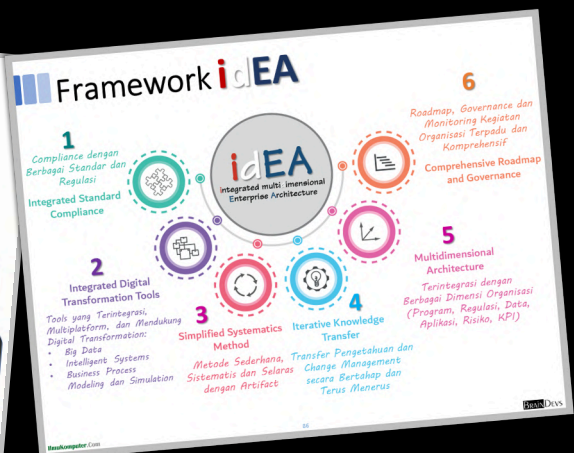 Framework idEA
1
Compliance dengan
Berbagai Standar dan
Regulasi
Integrated Standard
Compliance
2
Integrated Digital
Transformation Tools
Tools yang Terintegrasi,
Multiplatform, dan Mendukung
Digital Transformation:
• Big Data
• Intelligent Systems
• Business Process
Modeling dan Simulation
3
Simplified Systematics
Method
Metode Sederhana,
Sistematis dan Selaras
dengan Artifact
idEA
integrated multi dimensional
Enterprise Architecture
4
Iterative Knowledge
Transfer
Transfer Pengetahuan dan
Change Management
secara Bertahap dan
Terus Menerus
5
Multidimensional
Architecture
Terintegrasi dengan
Berbagai Dimensi Organisasi
(Program, Regulasi, Data,
Aplikasi, Risiko, KPI)
6
Roadmap, Governance dan
Monitoring Kegiatan
Organisasi Terpadu dan
Komprehensif
Comprehensive Roadmap
and Governance
IlmuKomputer.Com
BRAINDEVS